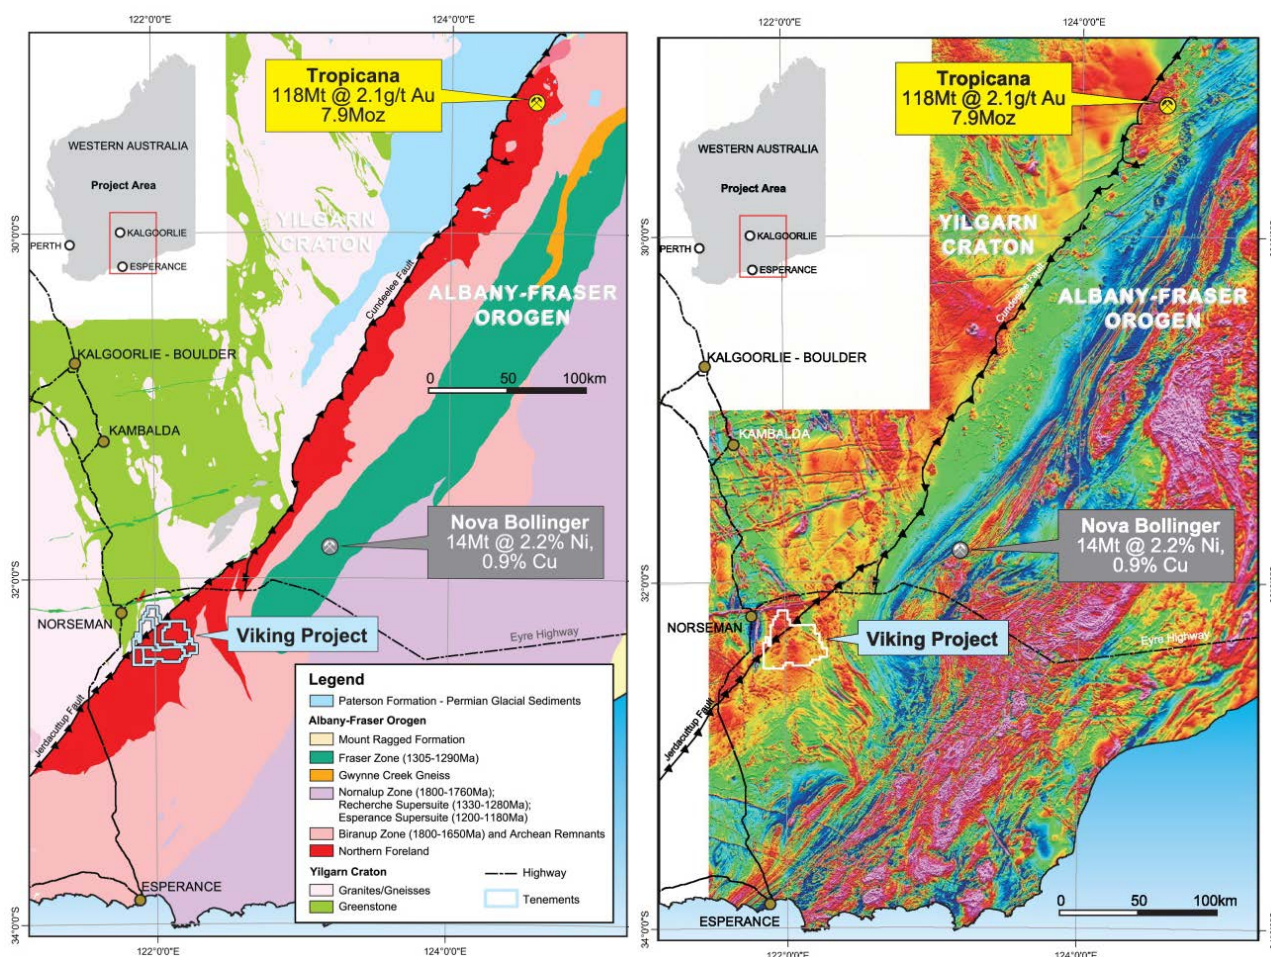 122°0'0"E
124°0'0"E
Tropicana
118Mt @ 2.1g/t Au
7.9Moz
WESTERN AUSTRALIA
Project Area
KALGOORLIE
PERTH
ESPERANCE
30°0'0"S
YILGARN
CRATON
Cundeelee Fault
ALBANY-FRASER
OROGEN
KALGOORLIE - BOULDER
0 50 100km
KAMBALDA
Nova Bollinger
14Mt @ 2.2% Ni,
0.9% Cu
32°0'0"S
NORSEMAN
Viking Project
Eyre Highway
Jerdacuttup Fault
ESPERANCE
34°0'0"S
Legend
Paterson Formation - Permian Glacial Sediments
Albany-Fraser Orogen
Mount Ragged Formation
Fraser Zone (1305-1290Ma)
Gwynne Creek Gneiss
Nornalup Zone (1800-1760Ma);
Recherche Supersuite (1330-1280Ma);
Esperance Supersuite (1200-1180Ma)
Biranup Zone (1800-1650Ma) and Archean Remnants
Northern Foreland
Yilgarn Craton
Granites/Gneisses
Greenstone
Highway
Tenements
122°0'0"E
124°0'0"E
122°0'0"E
124°0'0"E
Tropicana
118Mt @ 2.1g/t Au
7.9Moz
WESTERN AUSTRALIA
Project Area
KALGOORLIE
PERTH
ESPERANCE
30°0'0"S
YILGARN
CRATON
Cundeelee Fault
ALBANY-FRASER
OROGEN
KALGOORLIE - BOULDER
KAMBALDA
Nova Bollinger
14Mt @ 2.2% Ni,
0.9% Cu
32°0'0"S
NORSEMAN
Viking Project
Eyre Highway
Jerdacuttup Fault
ESPERANCE
0 50 100km
34°0'0"S
122°0'0"E
124°0'0"E